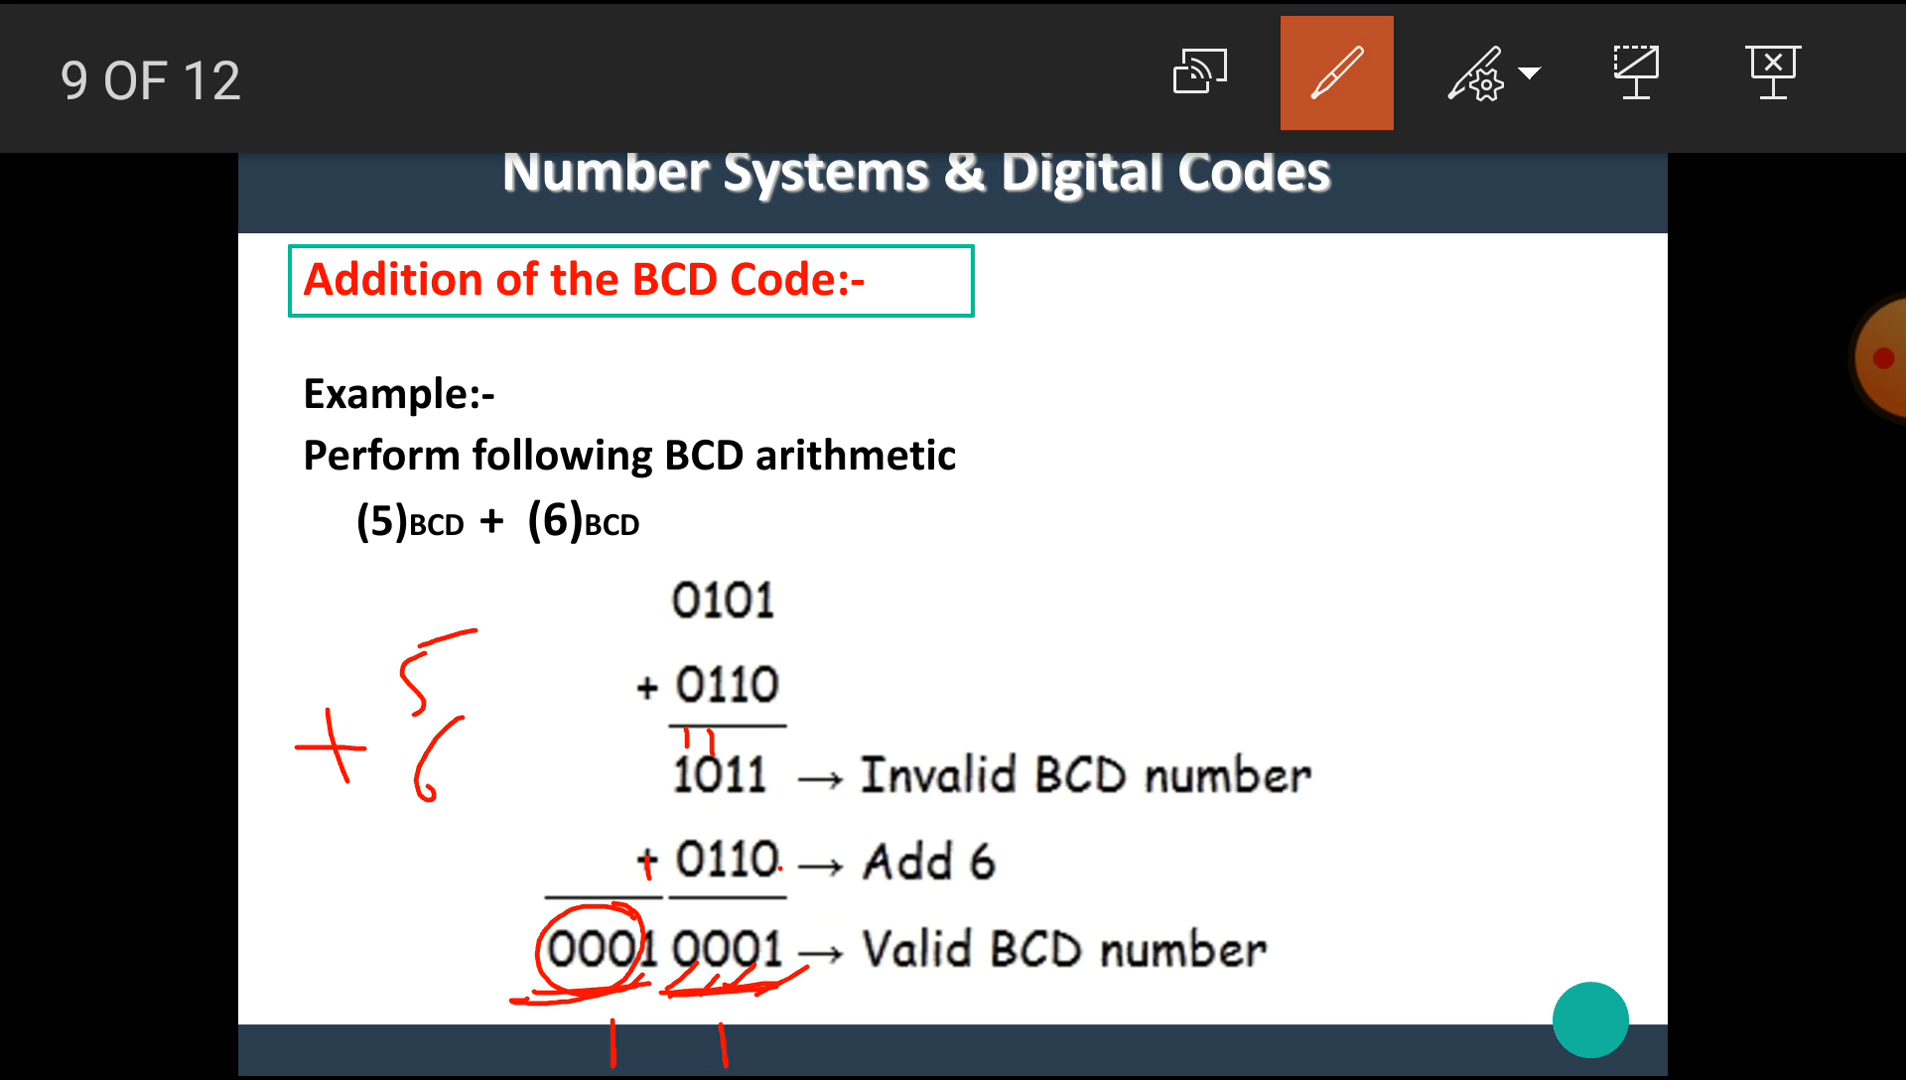 9 OF 12
Number Systems & Digital Codes
Addition of the BCD Code:-
Example:-
Perform following BCD arithmetic
(5)BCD + (6)BCD
0101
+ 0110
1011 → Invalid BCD number
+ 0110 → Add 6
0001 0001 → Valid BCD number
5
+ 6
1 1
1 1